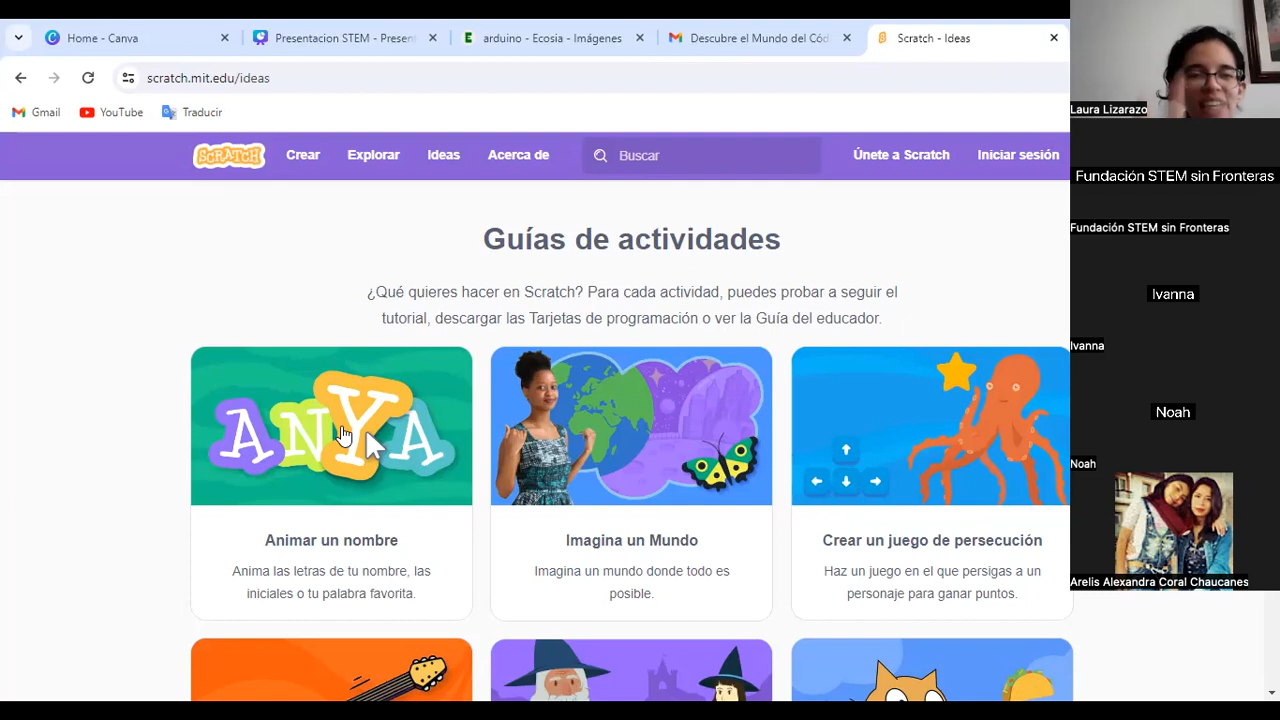 Home - Canva
Presentacion STEM - Presen
arduino - Ecosia - Imágenes
Descubre el Mundo del Cód
Scratch - Ideas
scratch.mit.edu/ideas
Gmail
YouTube
Traducir
SCRATCH
Crear
Explorar
Ideas
Acerca de
Buscar
Únete a Scratch
Iniciar sesión
Guías de actividades
¿Qué quieres hacer en Scratch? Para cada actividad, puedes probar a seguir el
tutorial, descargar las Tarjetas de programación o ver la Guía del educador.
ANYA
Animar un nombre
Anima las letras de tu nombre, las
iniciales o tu palabra favorita.
Imagina un Mundo
Imagina un mundo donde todo es
posible.
Crear un juego de persecución
Haz un juego en el que persigas a un
personaje para ganar puntos.
Laura Lizarazo
Fundación STEM sin Fronteras
Fundación STEM sin Fronteras
Ivanna
Ivanna
Noah
Noah
Arelis Alexandra Coral Chaucanes